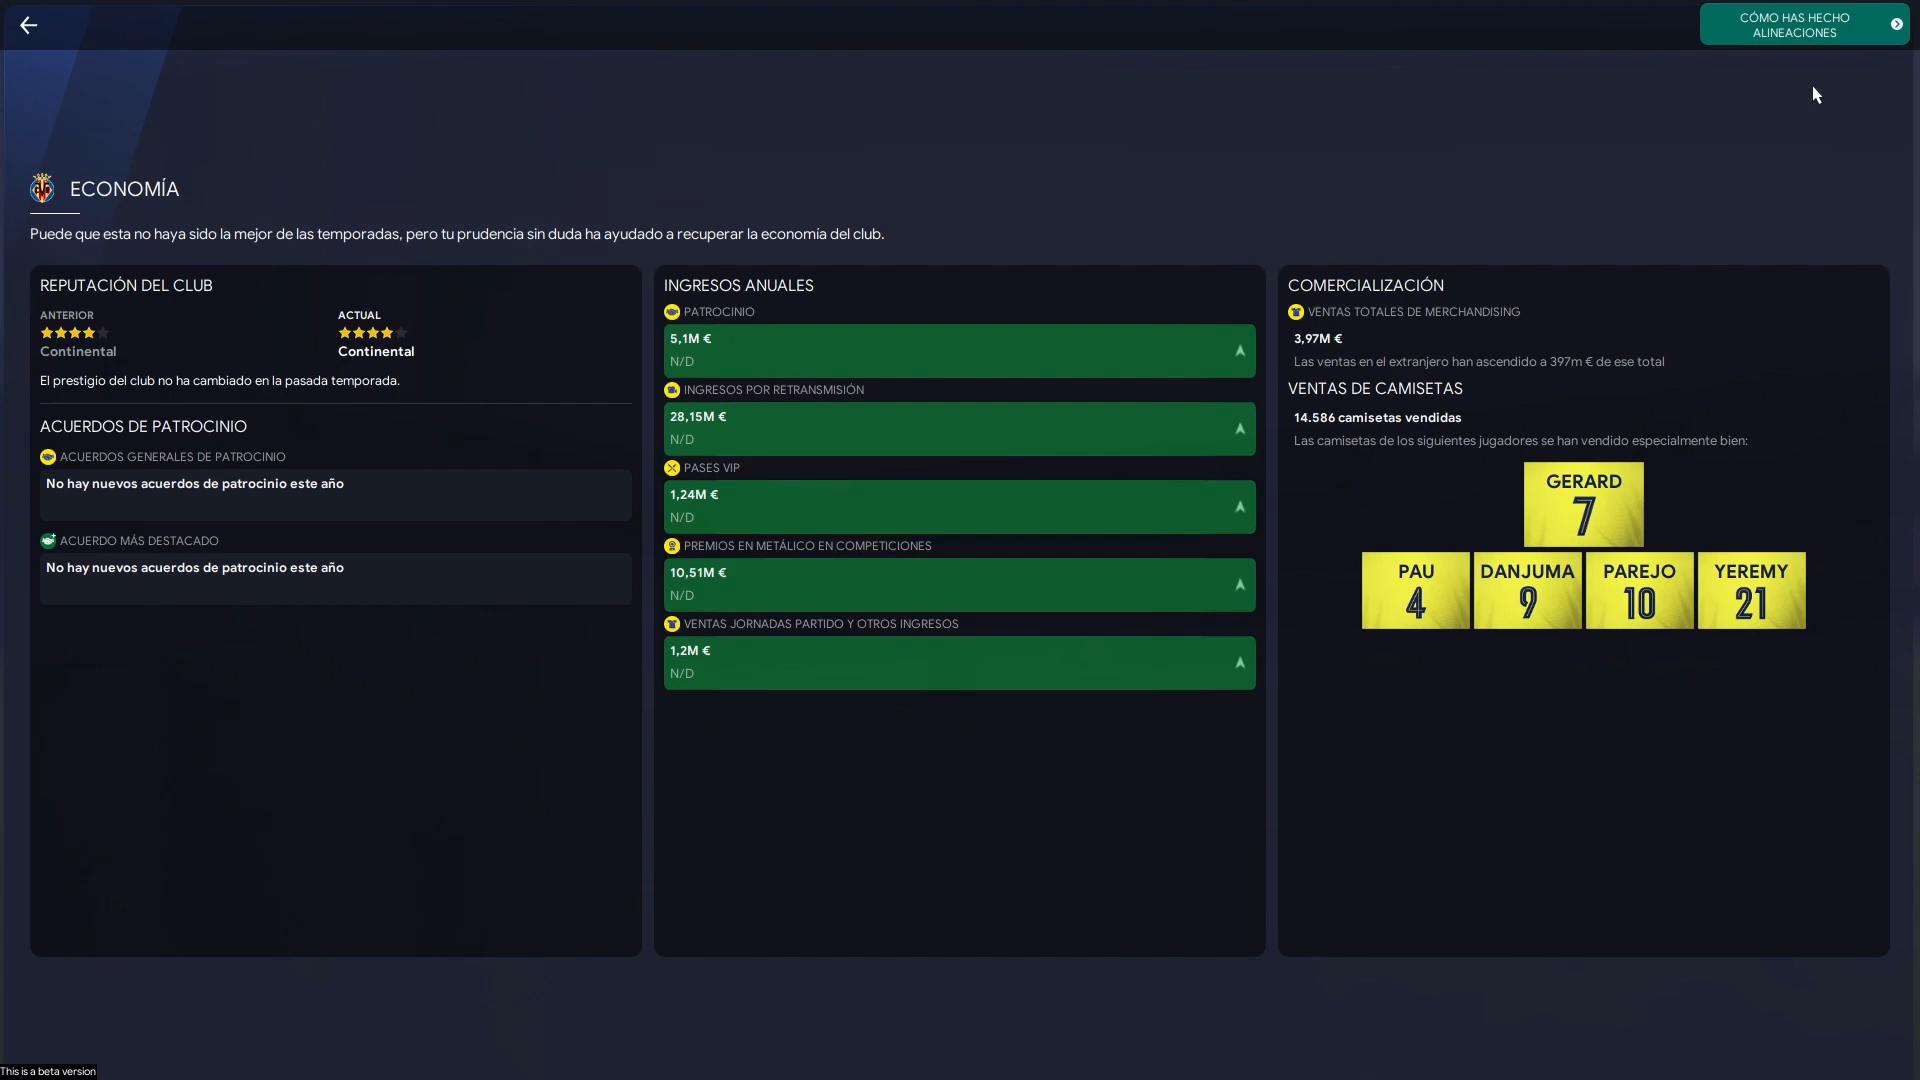 CÓMO HAS HECHO
ALINEACIONES
ECONOMÍA
Puede que esta no haya sido la mejor de las temporadas, pero tu prudencia sin duda ha ayudado a recuperar la economía del club.
REPUTACIÓN DEL CLUB
ANTERIOR
Continental
ACTUAL
Continental
El prestigio del club no ha cambiado en la pasada temporada.
ACUERDOS DE PATROCINIO
ACUERDOS GENERALES DE PATROCINIO
No hay nuevos acuerdos de patrocinio este año
ACUERDO MÁS DESTACADO
No hay nuevos acuerdos de patrocinio este año
INGRESOS ANUALES
PATROCINIO
5,1M €
N/D
INGRESOS POR RETRANSMISIÓN
28,15M €
N/D
PASES VIP
1,24M €
N/D
PREMIOS EN METÁLICO EN COMPETICIONES
10,51M €
N/D
VENTAS JORNADAS PARTIDO Y OTROS INGRESOS
1,2M €
N/D
COMERCIALIZACIÓN
VENTAS TOTALES DE MERCHANDISING
3,97M €
Las ventas en el extranjero han ascendido a 397m € de ese total
VENTAS DE CAMISETAS
14.586 camisetas vendidas
Las camisetas de los siguientes jugadores se han vendido especialmente bien:
GERARD
7
PAU
4
DANJUMA
9
PAREJO
10
YEREMY
21
This is a beta version